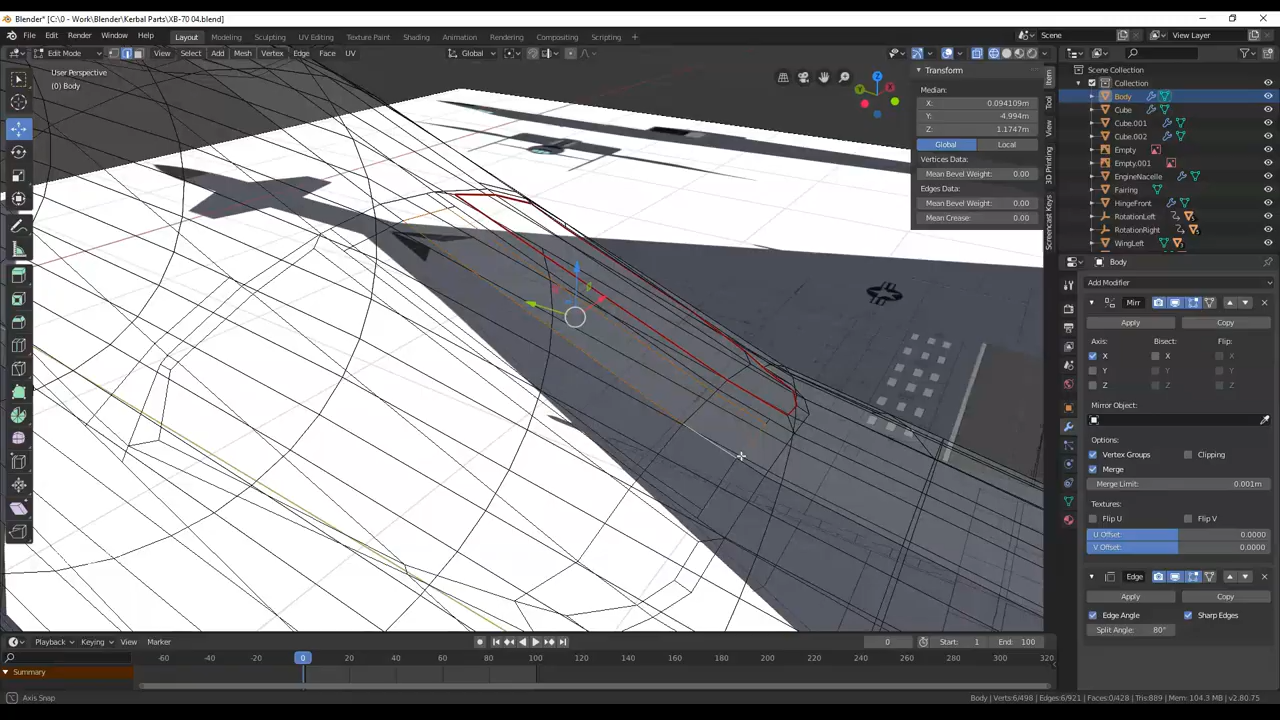 Blender* [C:\0 - Work\Blender\Kerbal Parts\XB-70 04.blend]
File Edit Render Window Help Layout Modeling Sculpting UV Editing Texture Paint Shading Animation Rendering Compositing Scripting + Scene View Layer
Edit Mode View Select Add Mesh Vertex Edge Face UV Global
User Perspective
(0) Body
Transform
Median:
X: 0.094109m
Y: -4.994m
Z: 1.1747m
Global Local
Vertices Data:
Mean Bevel Weight: 0.00
Edges Data:
Mean Bevel Weight: 0.00
Mean Crease: 0.00
Item
Tool
View
3D Printing
Screencast Keys
Scene Collection
Collection
Body
Cube
Cube.001
Cube.002
Empty
Empty.001
EngineNacelle
Fairing
HingeFront
RotationLeft
RotationRight
WingLeft
Body
Add Modifier
Mirr
Apply Copy
Axis: Bisect: Flip:
X X X
Y Y Y
Z Z Z
Mirror Object:
Options:
Vertex Groups Clipping
Merge
Merge Limit: 0.001m
Textures:
Flip U Flip V
U Offset: 0.0000
V Offset: 0.0000
Edge
Apply Copy
Edge Angle Sharp Edges
Split Angle: 80°
Playback Keying View Marker 0 Start: 1 End: 100
-60 -40 -20 0 20 40 60 80 100 120 140 160 180 200 220 240 260 280 300 320
Summary
Axis Snap Body | Verts:6/498 | Edges:6/921 | Faces:0/428 | Tris:889 | Mem: 104.3 MB | v2.80.75